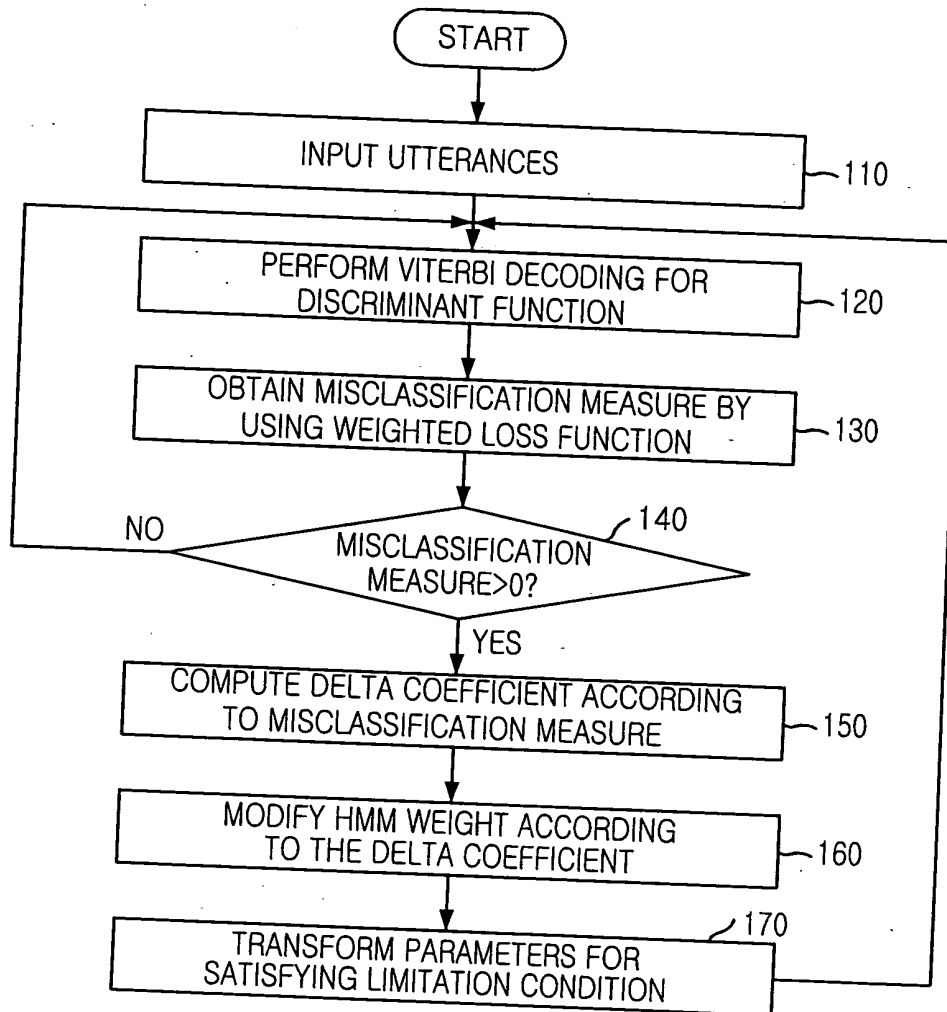 START
INPUT UTTERANCES
110
PERFORM VITERBI DECODING FOR
DISCRIMINANT FUNCTION
120
OBTAIN MISCLASSIFICATION MEASURE BY
USING WEIGHTED LOSS FUNCTION
130
140
NO
MISCLASSIFICATION
MEASURE>0?
YES
COMPUTE DELTA COEFFICIENT ACCORDING
TO MISCLASSIFICATION MEASURE
150
MODIFY HMM WEIGHT ACCORDING
TO THE DELTA COEFFICIENT
160
170
TRANSFORM PARAMETERS FOR
SATISFYING LIMITATION CONDITION